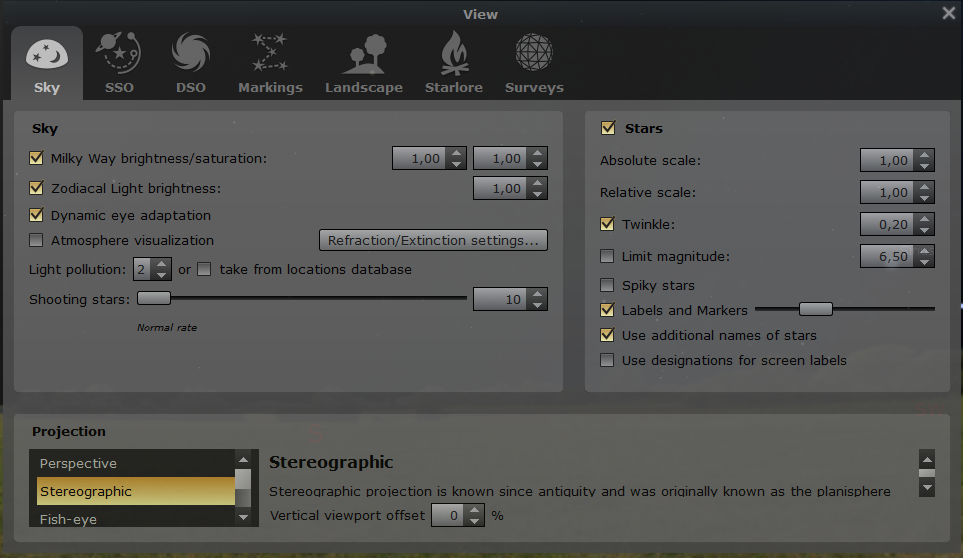 View
Sky SSO DSO Markings Landscape Starlore Surveys
Sky
Milky Way brightness/saturation: 1,00 1,00
Zodiacal Light brightness: 1,00
Dynamic eye adaptation
Atmosphere visualization Refraction/Extinction settings...
Light pollution: 2 or take from locations database
Shooting stars: 10
Normal rate
Stars
Absolute scale: 1,00
Relative scale: 1,00
Twinkle: 0,20
Limit magnitude: 6,50
Spiky stars
Labels and Markers
Use additional names of stars
Use designations for screen labels
Projection
Perspective
Stereographic
Fish-eye
Stereographic
Stereographic projection is known since antiquity and was originally known as the planisphere
Vertical viewport offset 0 %